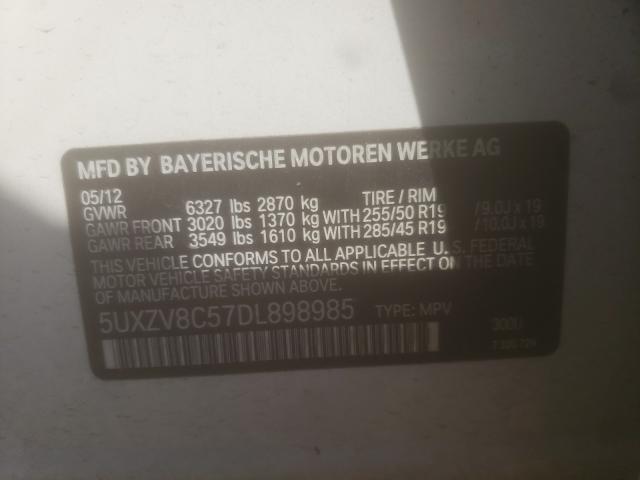 MFD BY BAYERISCHE MOTOREN WERKE AG
05/12 TIRE / RIM
GVWR 6327 lbs 2870 kg
GAWR FRONT 3020 lbs 1370 kg WITH 255/50 R19 /9.0J x 19
GAWR REAR 3549 lbs 1610 kg WITH 285/45 R19 /10.0J x 19
THIS VEHICLE CONFORMS TO ALL APPLICABLE U.S. FEDERAL
MOTOR VEHICLE SAFETY STANDARDS IN EFFECT ON THE DATE
OF MANUFACTURE SHOWN ABOVE.
5UXZV8C57DL898985 TYPE: MPV
300U